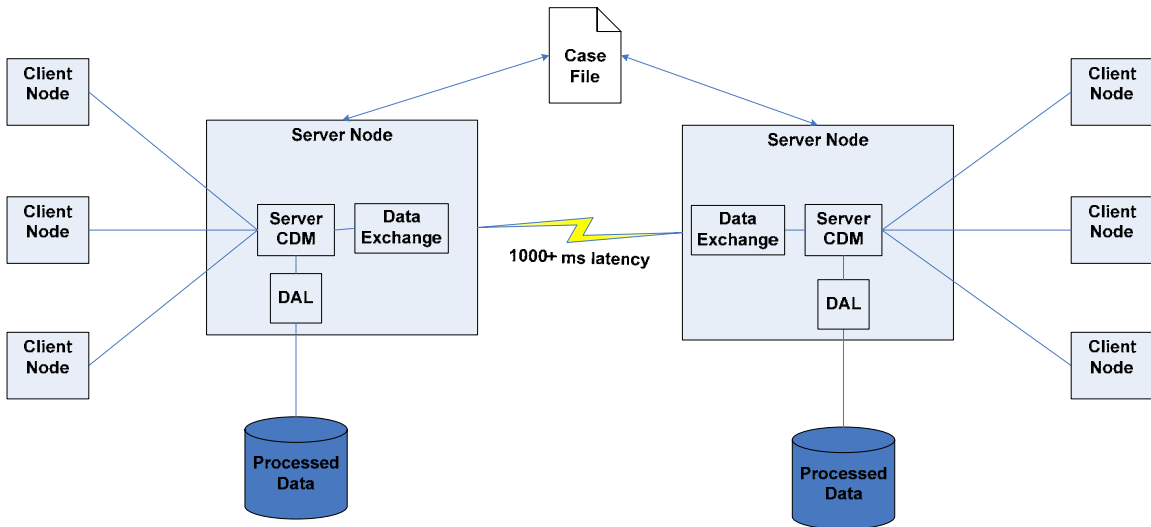 Case
File
Client
Node
Client
Node
Server Node
Server Node
Client
Node
Server
CDM
Data
Exchange
1000+ ms latency
Data
Exchange
Server
CDM
Client
Node
DAL
DAL
Client
Node
Client
Node
Processed
Data
Processed
Data